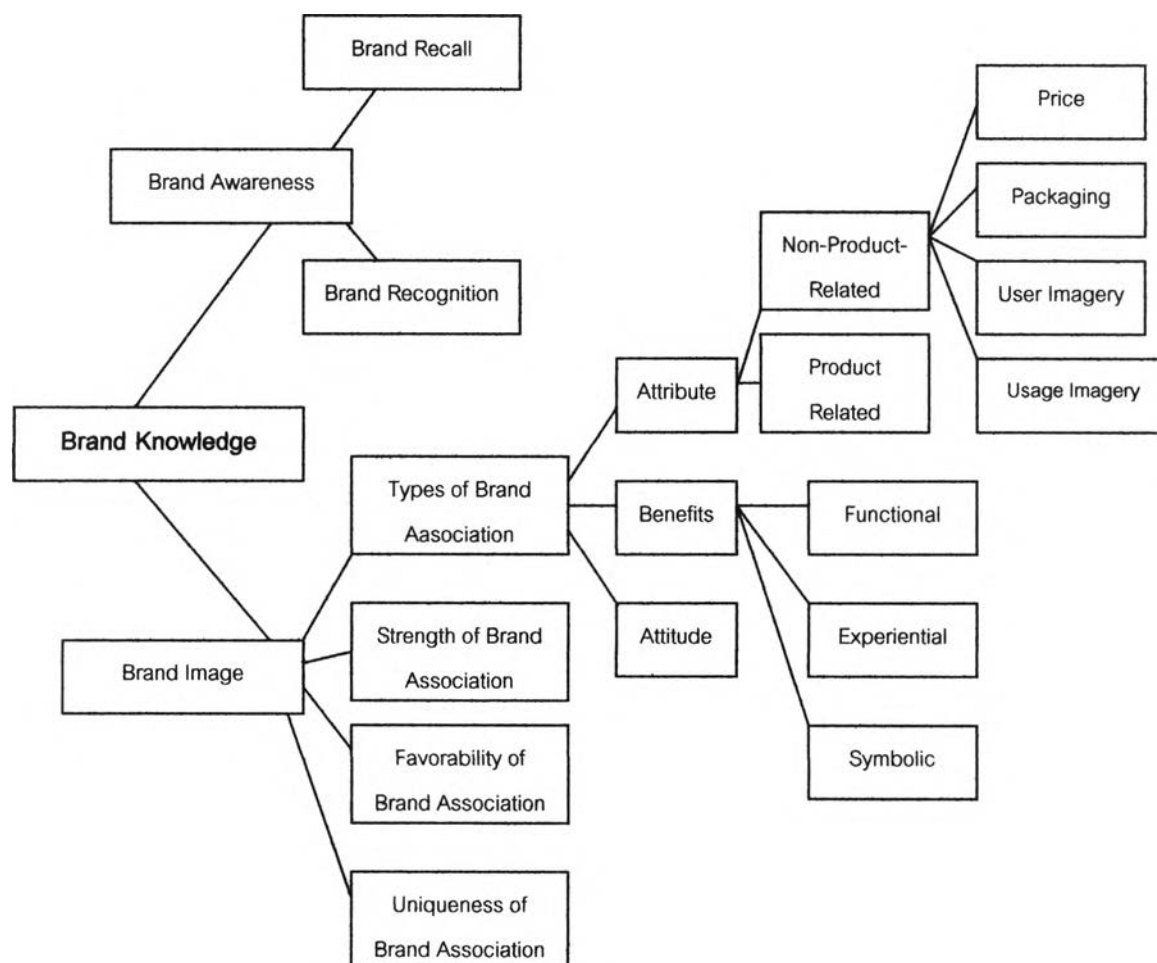 Brand Recall
Price
Brand Awareness
Packaging
Non-Product-
Related
Brand Recognition
User Imagery
Product
Related
Attribute
Usage Imagery
Brand Knowledge
Types of Brand
Aasociation
Benefits
Functional
Strength of Brand
Association
Attitude
Experiential
Brand Image
Favorability of
Brand Association
Symbolic
Uniqueness of
Brand Association